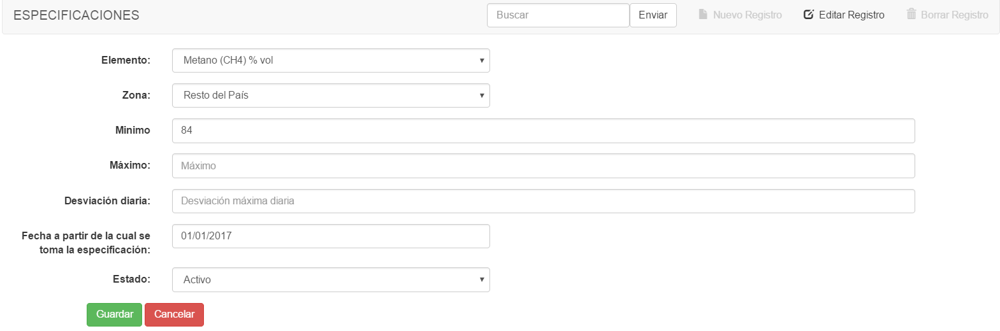 ESPECIFICACIONES
Buscar
Enviar
Nuevo Registro
Editar Registro
Borrar Registro
Elemento:
Metano (CH4) % vol
Zona:
Resto del País
Minimo
84
Máximo:
Máximo
Desviación diaria:
Desviación máxima diaria
Fecha a partir de la cual se
toma la especificación:
01/01/2017
Estado:
Activo
Guardar
Cancelar